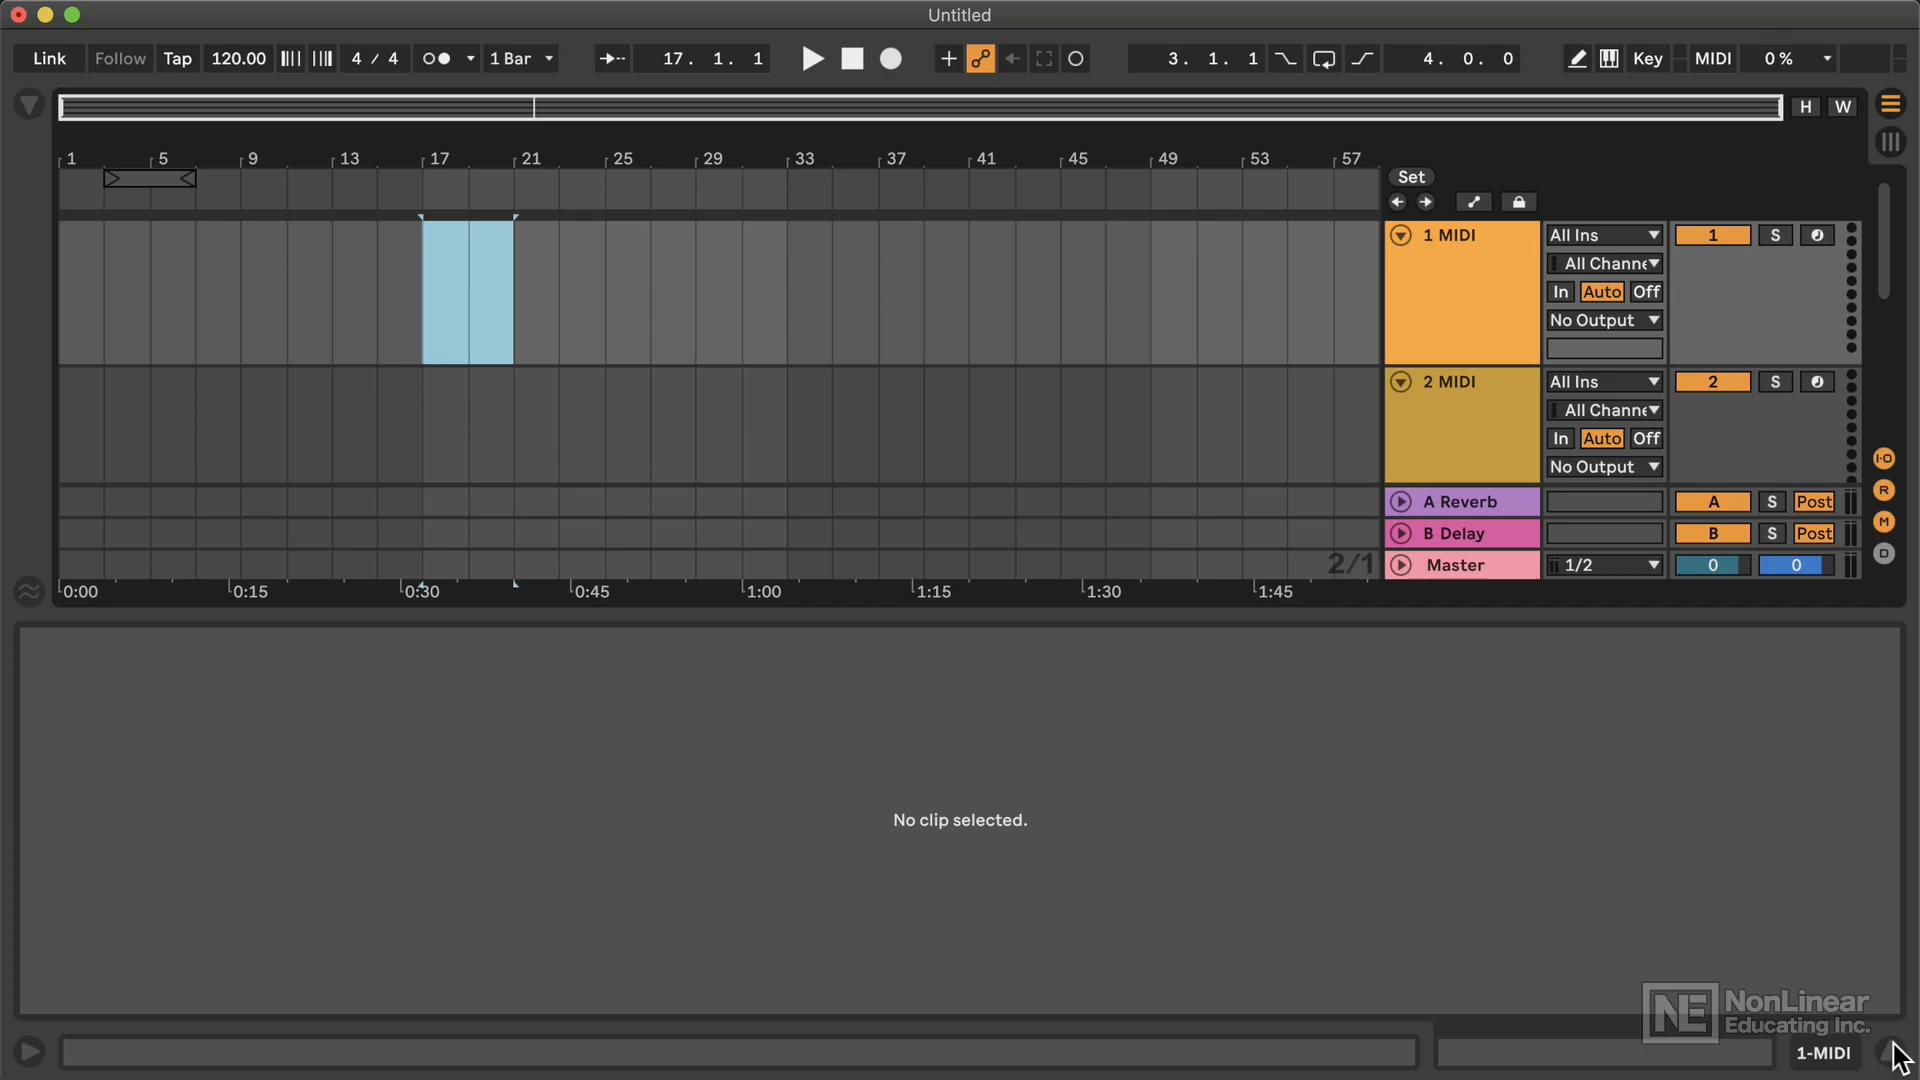 Untitled
Link Follow Tap 120.00 4 / 4 1 Bar 17. 1. 1 3. 1. 1 4. 0. 0 Key MIDI 0 %
H W
1 5 9 13 17 21 25 29 33 37 41 45 49 53 57
Set
1 MIDI All Ins 1 S
All Channe
In Auto Off
No Output
2 MIDI All Ins 2 S
All Channe
In Auto Off
No Output
I·O
R
M
D
A Reverb A S Post
B Delay B S Post
2/1 Master 1/2 0 0
0:00 0:15 0:30 0:45 1:00 1:15 1:30 1:45
No clip selected.
NE NonLinear
Educating Inc.
1-MIDI